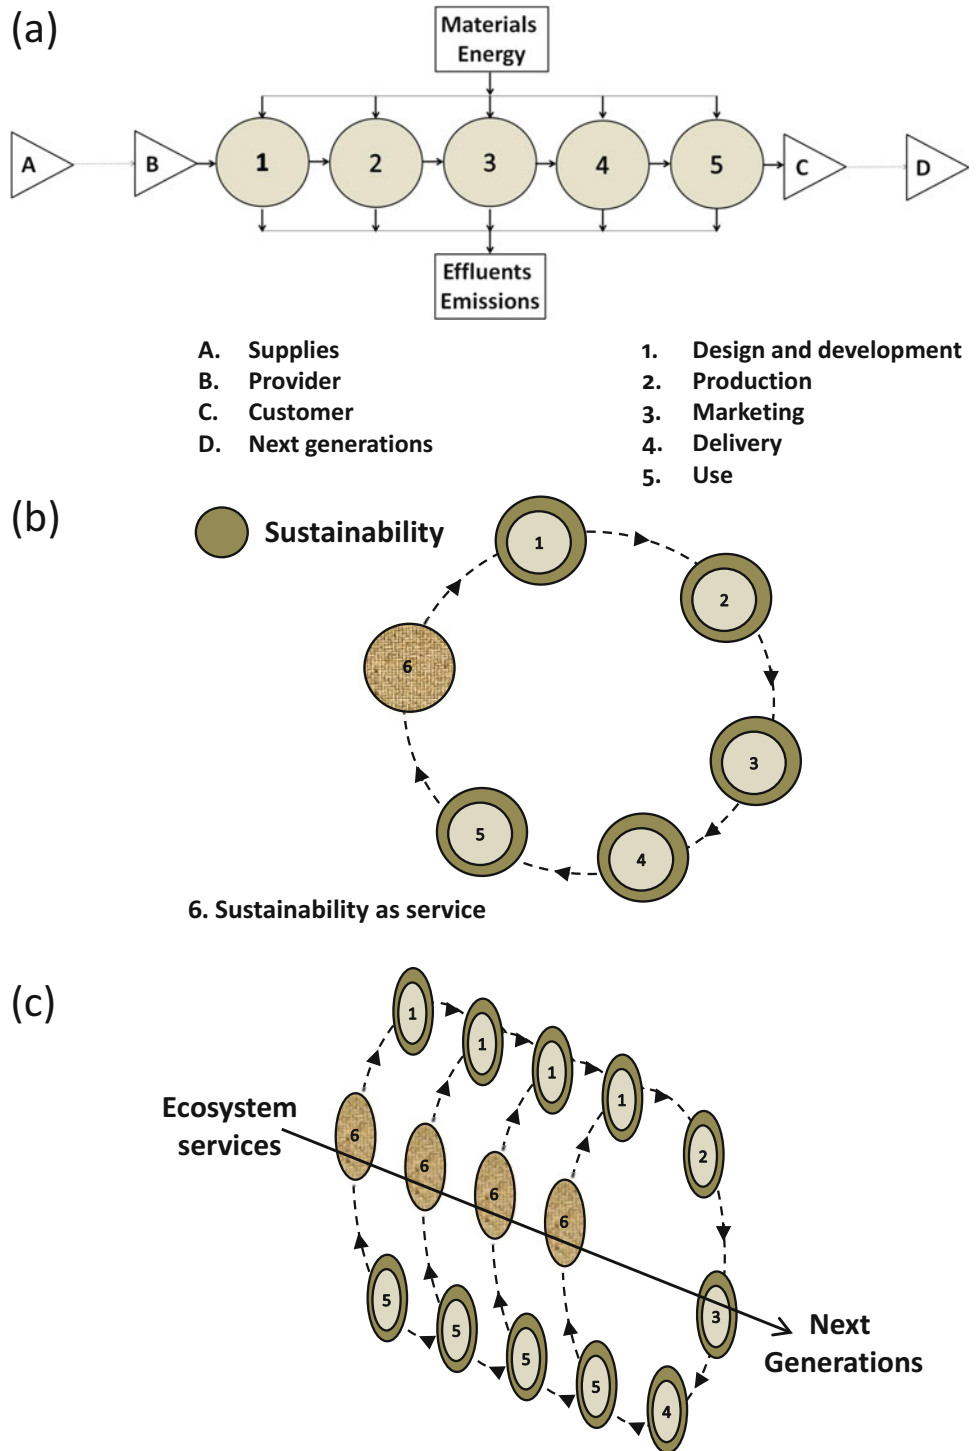 (a)
Materials
Energy
A B 1 2 3 4 5 C D
Effluents
Emissions
A. Supplies
B. Provider
C. Customer
D. Next generations
1. Design and development
2. Production
3. Marketing
4. Delivery
5. Use
(b)
Sustainability
1
2
6
3
5
4
6. Sustainability as service
(c)
1
1
1
1
Ecosystem
services
6
6
6
6
2
5
5
5
5
3
4
Next
Generations